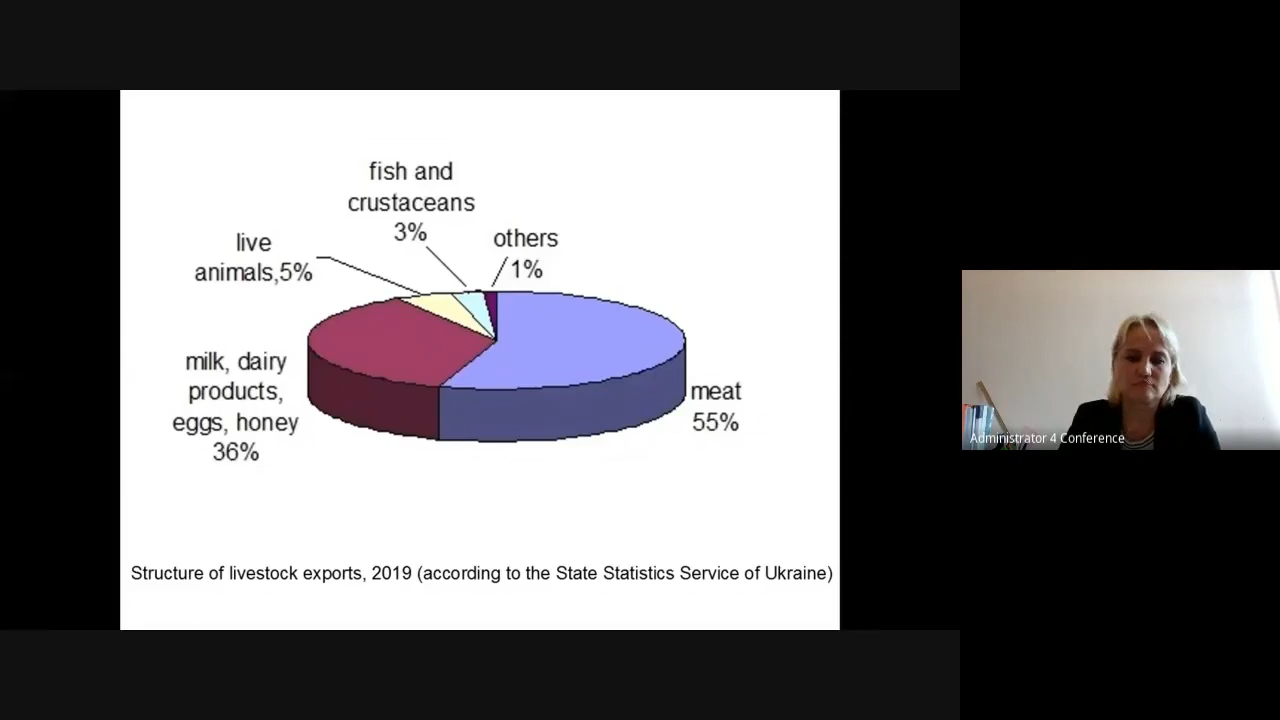 fish and
crustaceans
3%
others
1%
live
animals,5%
milk, dairy
products,
eggs, honey
36%
meat
55%
Structure of livestock exports, 2019 (according to the State Statistics Service of Ukraine)
Administrator 4 Conference